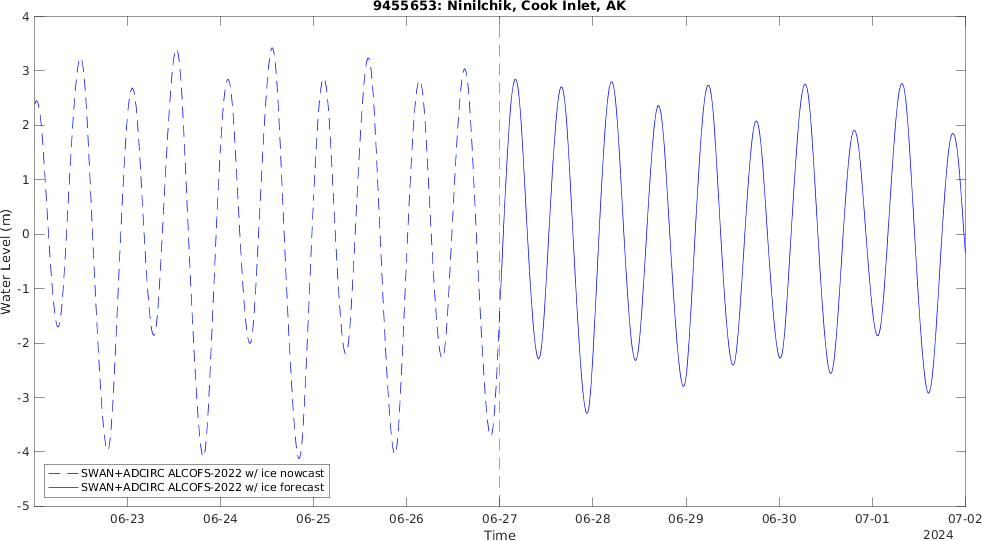 9455653: Ninilchik, Cook Inlet, AK
Water Level (m)
4
3
2
1
0
-1
-2
-3
-4
-5
SWAN+ADCIRC ALCOFS-2022 w/ ice nowcast
SWAN+ADCIRC ALCOFS-2022 w/ ice forecast
06-23 06-24 06-25 06-26 06-27 06-28 06-29 06-30 07-01 07-02
Time
2024